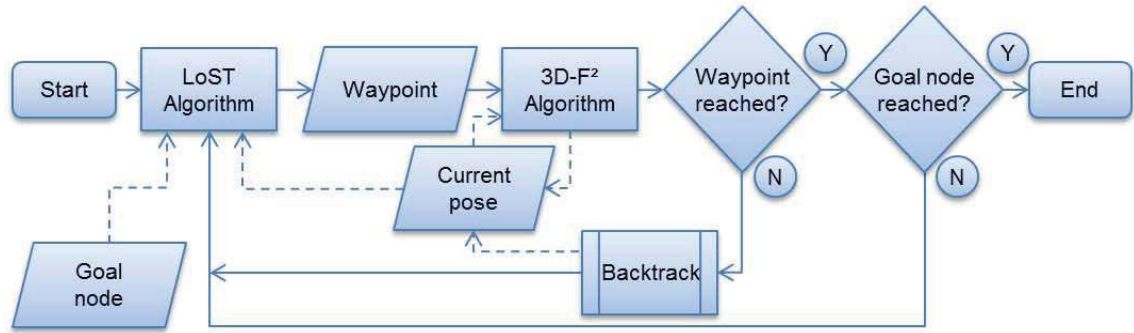 Start
LoST
Algorithm
Waypoint
3D-F²
Algorithm
Waypoint
reached?
Y
Goal node
reached?
Y
End
N
N
Current
pose
Goal
node
Backtrack